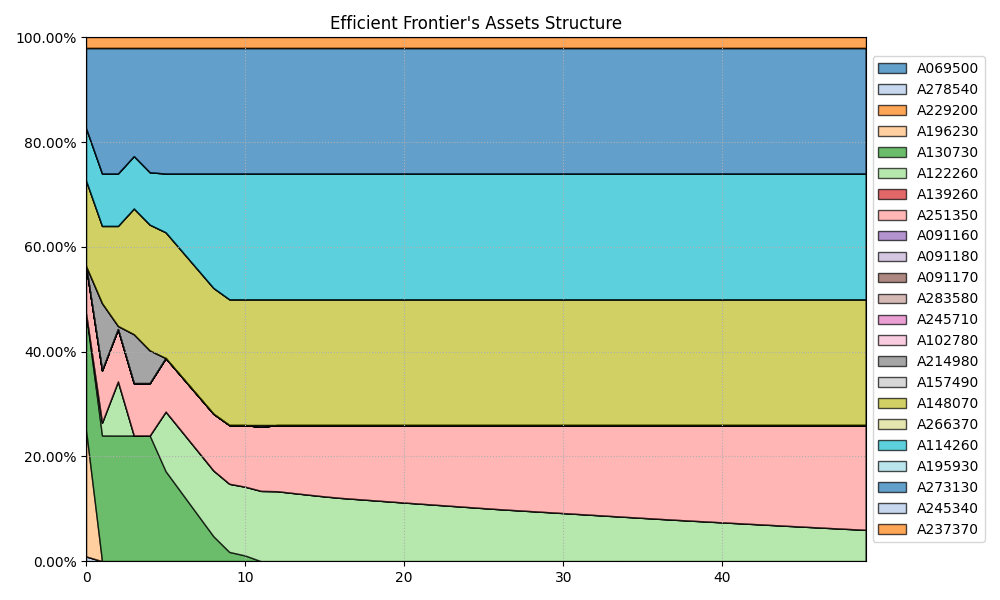 Efficient Frontier's Assets Structure
100.00%
80.00%
60.00%
40.00%
20.00%
0.00%
0
10
20
30
40
A069500
A278540
A229200
A196230
A130730
A122260
A139260
A251350
A091160
A091180
A091170
A283580
A245710
A102780
A214980
A157490
A148070
A266370
A114260
A195930
A273130
A245340
A237370